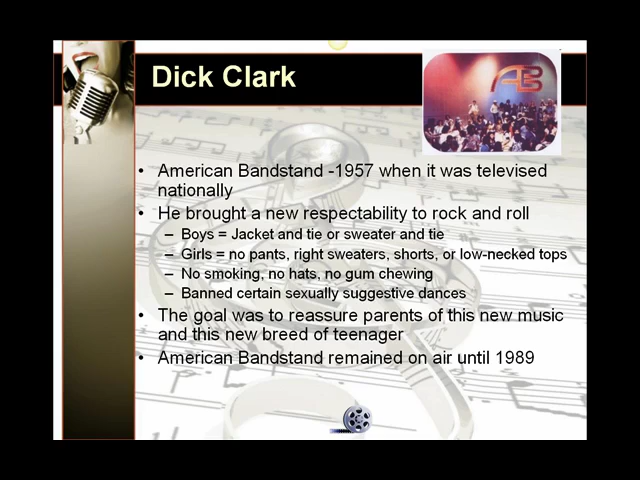 Dick Clark
AB
• American Bandstand -1957 when it was televised
nationally
• He brought a new respectability to rock and roll
– Boys = Jacket and tie or sweater and tie
– Girls = no pants, right sweaters, shorts, or low-necked tops
– No smoking, no hats, no gum chewing
– Banned certain sexually suggestive dances
• The goal was to reassure parents of this new music
and this new breed of teenager
• American Bandstand remained on air until 1989